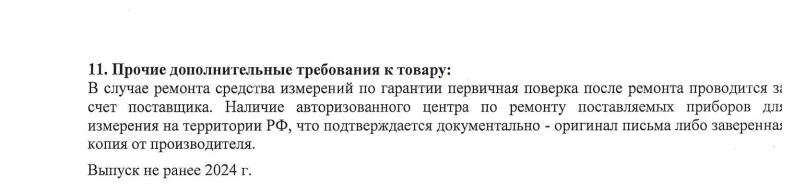 11. Прочие дополнительные требования к товару:
В случае ремонта средства измерений по гарантии первичная поверка после ремонта проводится за
счет поставщика. Наличие авторизованного центра по ремонту поставляемых приборов для
измерения на территории РФ, что подтверждается документально - оригинал письма либо заверенная
копия от производителя.
Выпуск не ранее 2024 г.